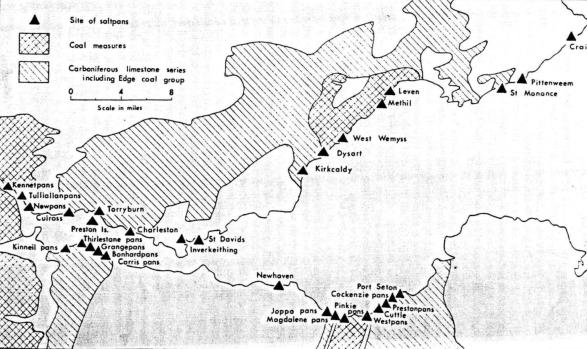 Site of saltpans
Coal measures
Carboniferous limestone series
including Edge coal group
0 8
Scale in miles
Crail
Pittenweem
St Monance
Leven
Methil
West Wemyss
Dysart
Kirkcaldy
Kennetpans
Tulliallanpans
Newpans
Culross
Torryburn
Preston Is.
Charleston
St Davids
Inverkeithing
Thirlestane pans
Kinneil pans
Grangepans
Bonhardpans
Carris pans
Newhaven
Port Seton
Cockenzie pans
Prestonpans
Cuttle
Westpans
Pinkie
pans
Joppa pans
Magdalene pans